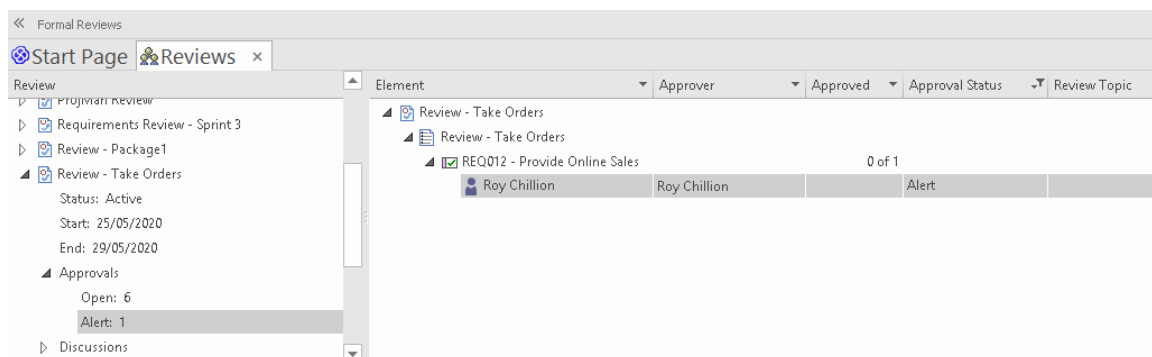 Formal Reviews
Start Page Reviews ×
Review
ProjMan Review
Requirements Review - Sprint 3
Review - Package1
Review - Take Orders
Status: Active
Start: 25/05/2020
End: 29/05/2020
Approvals
Open: 6
Alert: 1
Discussions
Element Approver Approved Approval Status Review Topic
Review - Take Orders
Review - Take Orders
REQ012 - Provide Online Sales 0 of 1
Roy Chillion Roy Chillion Alert